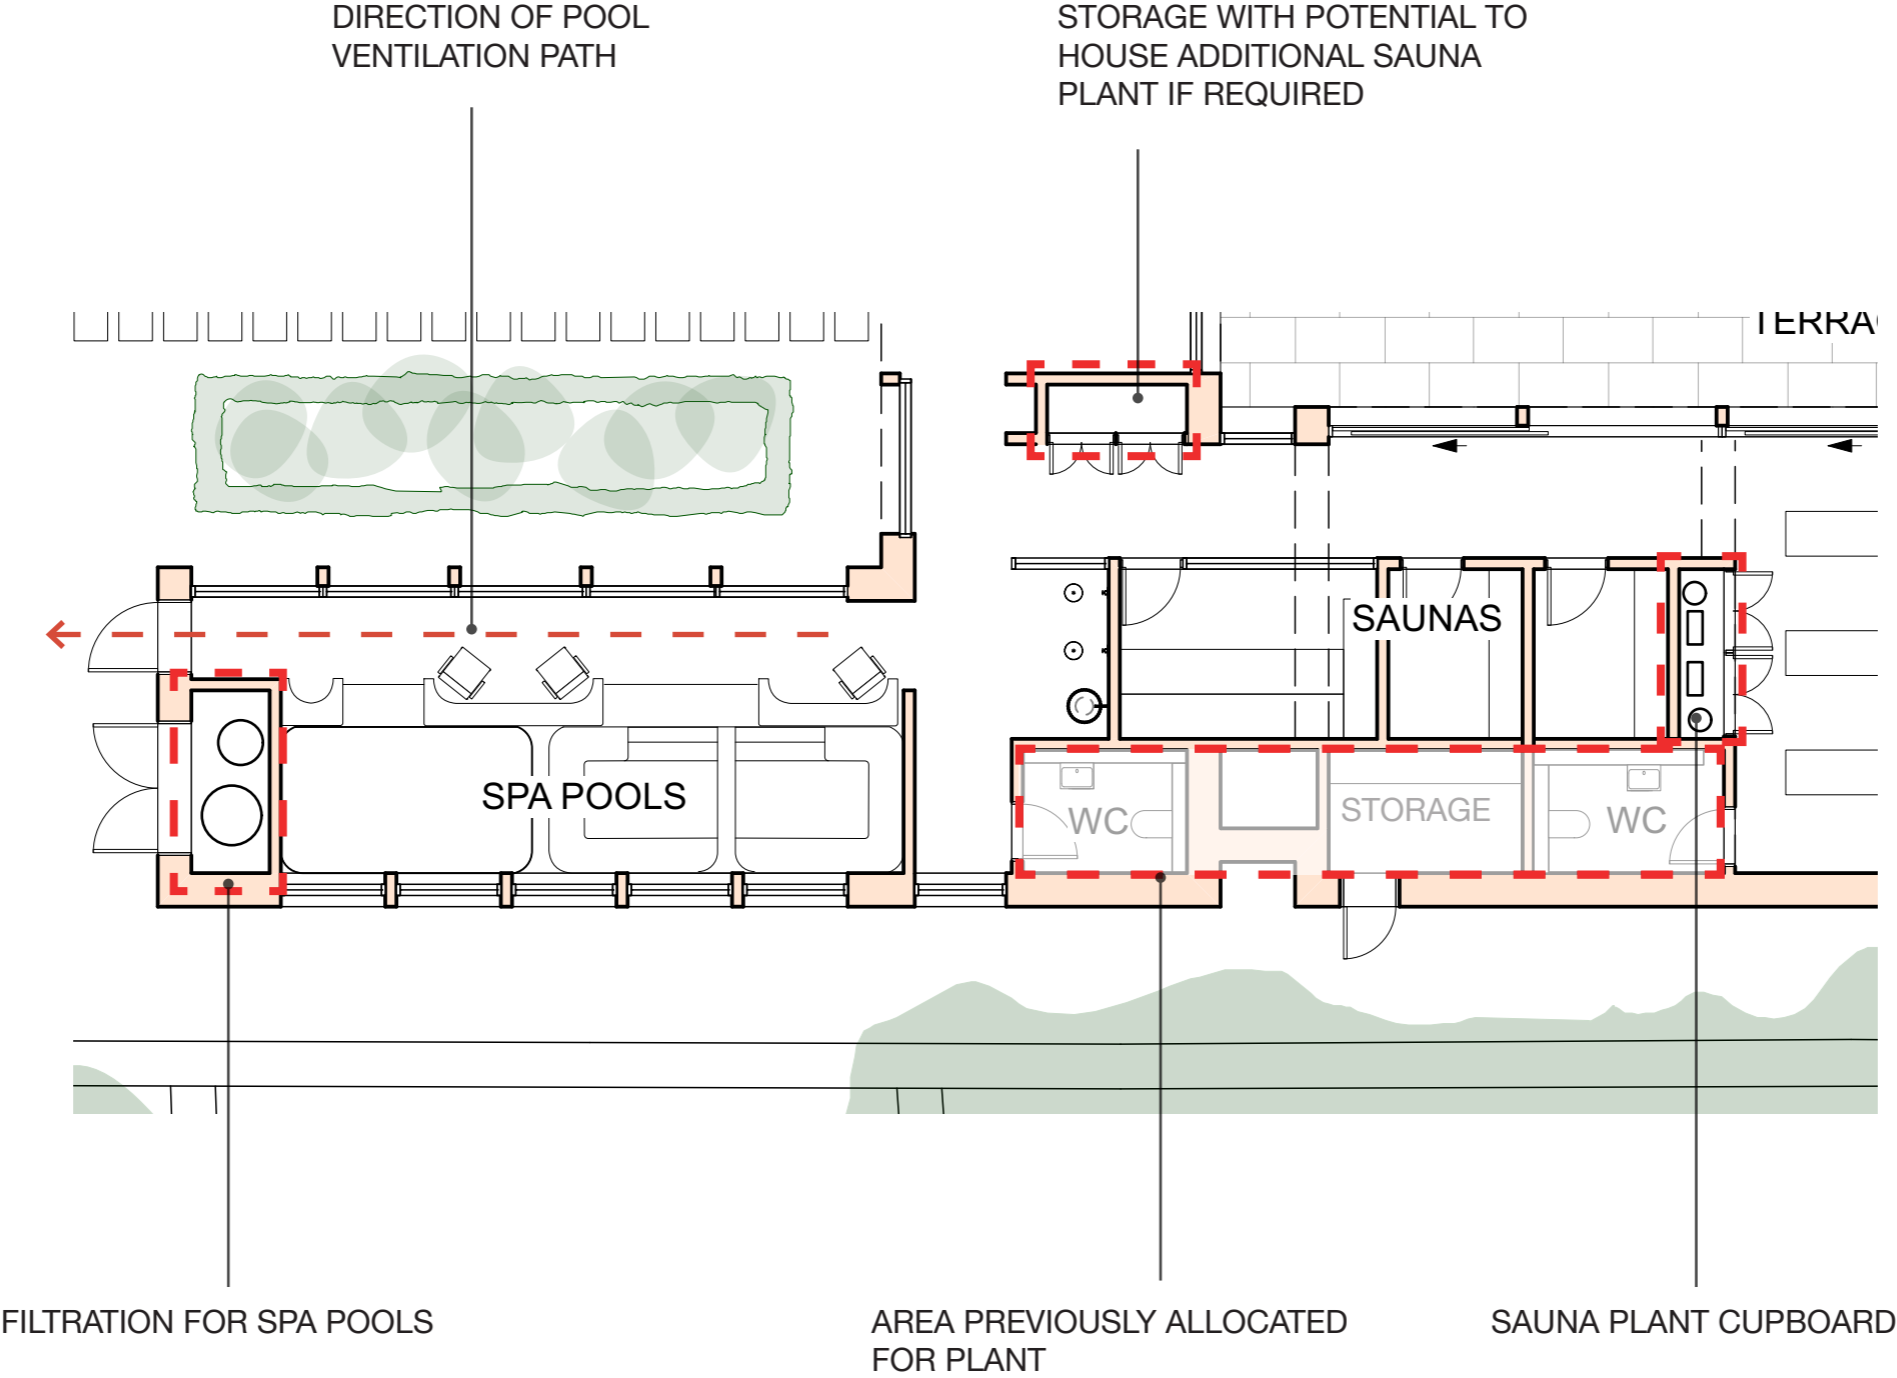 DIRECTION OF POOL
VENTILATION PATH
STORAGE WITH POTENTIAL TO
HOUSE ADDITIONAL SAUNA
PLANT IF REQUIRED
SAUNAS
SPA POOLS
WC
STORAGE
WC
FILTRATION FOR SPA POOLS
AREA PREVIOUSLY ALLOCATED
FOR PLANT
SAUNA PLANT CUPBOARD